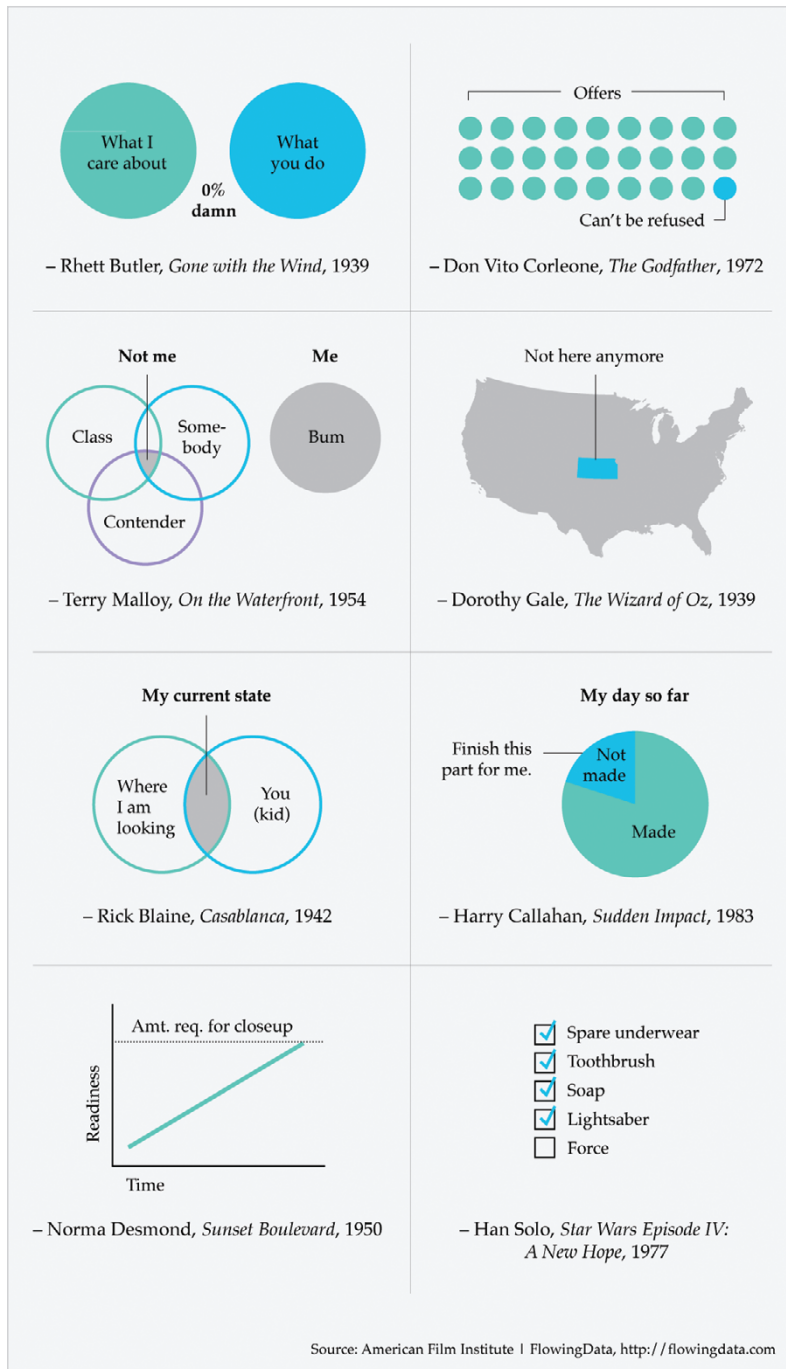 What I
care about
What
you do
0%
damn
– Rhett Butler, Gone with the Wind, 1939
Offers
Can't be refused
– Don Vito Corleone, The Godfather, 1972
Not me
Me
Class
Some-
body
Bum
Contender
– Terry Malloy, On the Waterfront, 1954
Not here anymore
– Dorothy Gale, The Wizard of Oz, 1939
My current state
Where
I am
looking
You
(kid)
– Rick Blaine, Casablanca, 1942
My day so far
Finish this
part for me.
Not
made
Made
– Harry Callahan, Sudden Impact, 1983
Amt. req. for closeup
Readiness
Time
– Norma Desmond, Sunset Boulevard, 1950
Spare underwear
Toothbrush
Soap
Lightsaber
Force
– Han Solo, Star Wars Episode IV:
A New Hope, 1977
Source: American Film Institute | FlowingData, http://flowingdata.com